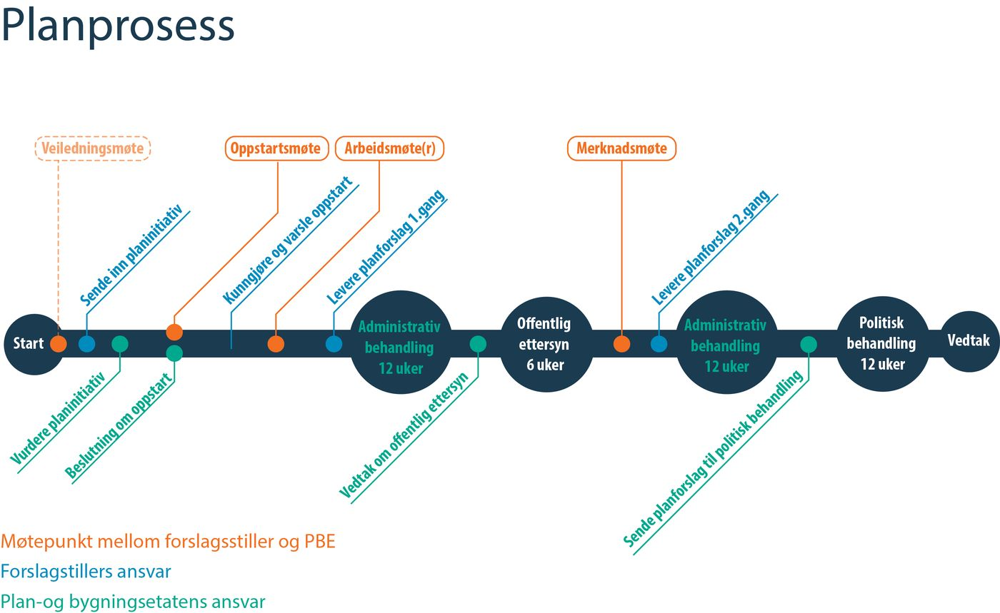 Planprosess
Veiledningsmøte
Oppstartsmøte
Arbeidsmøte(r)
Merknadsmøte
Sende inn planinitiativ
Kunngjøre og varsle oppstart
Levere planforslag 1.gang
Levere planforslag 2.gang
Start
Administrativ
behandling
12 uker
Offentlig
ettersyn
6 uker
Administrativ
behandling
12 uker
Politisk
behandling
12 uker
Vedtak
Vurdere planinitiativ
Beslutning om oppstart
Vedtak om offentlig ettersyn
Sende planforslag til politisk behandling
Møtepunkt mellom forslagsstiller og PBE
Forslagstillers ansvar
Plan-og bygningsetatens ansvar